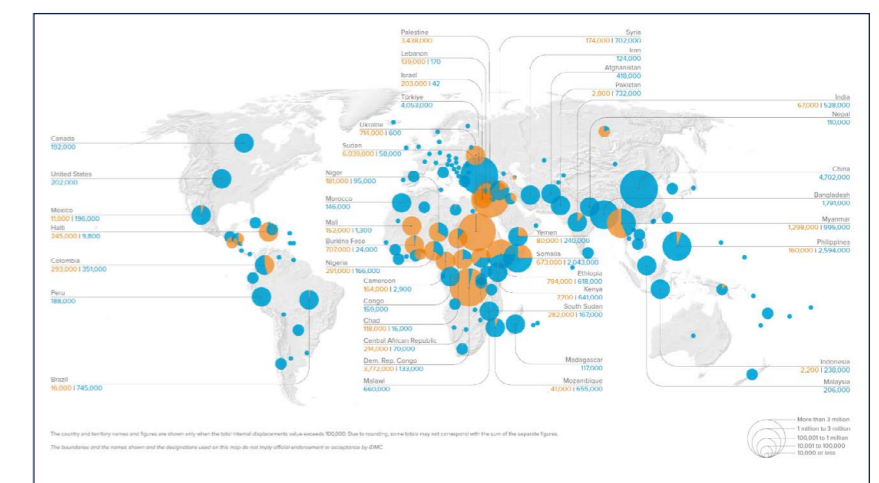 Palestine
3,438,000
Lebanon
139,000 | 170
Israel
203,000 | 42
Türkiye
4,053,000
Ukraine
714,000 | 600
Sudan
6,039,000 | 58,000
Niger
181,000 | 95,000
Morocco
146,000
Mali
152,000 | 1,300
Burkina Faso
707,000 | 24,000
Nigeria
291,000 | 166,000
Cameroon
164,000 | 2,900
Congo
159,000
Chad
118,000 | 16,000
Central African Republic
214,000 | 70,000
Dem. Rep. Congo
3,772,000 | 133,000
Malawi
660,000
Canada
192,000
United States
202,000
Mexico
11,000 | 196,000
Haiti
245,000 | 9,800
Colombia
293,000 | 351,000
Peru
188,000
Brazil
16,000 | 745,000
Syria
174,000 | 702,000
Iran
124,000
Afghanistan
418,000
Pakistan
2,800 | 732,000
India
67,000 | 528,000
Nepal
110,000
China
4,702,000
Bangladesh
1,791,000
Myanmar
1,298,000 | 995,000
Philippines
160,000 | 2,594,000
Yemen
80,000 | 240,000
Somalia
673,000 | 2,043,000
Ethiopia
794,000 | 618,000
Kenya
7,700 | 641,000
South Sudan
282,000 | 167,000
Madagascar
117,000
Mozambique
41,000 | 655,000
Indonesia
2,200 | 238,000
Malaysia
206,000
More than 3 million
1 million to 3 million
100,001 to 1 million
10,001 to 100,000
10,000 or less
The country and territory names and figures are shown only when the total internal displacements value exceeds 100,000. Due to rounding, some totals may not correspond with the sum of the separate figures.
The boundaries and the names shown and the designations used on this map do not imply official endorsement or acceptance by IDMC